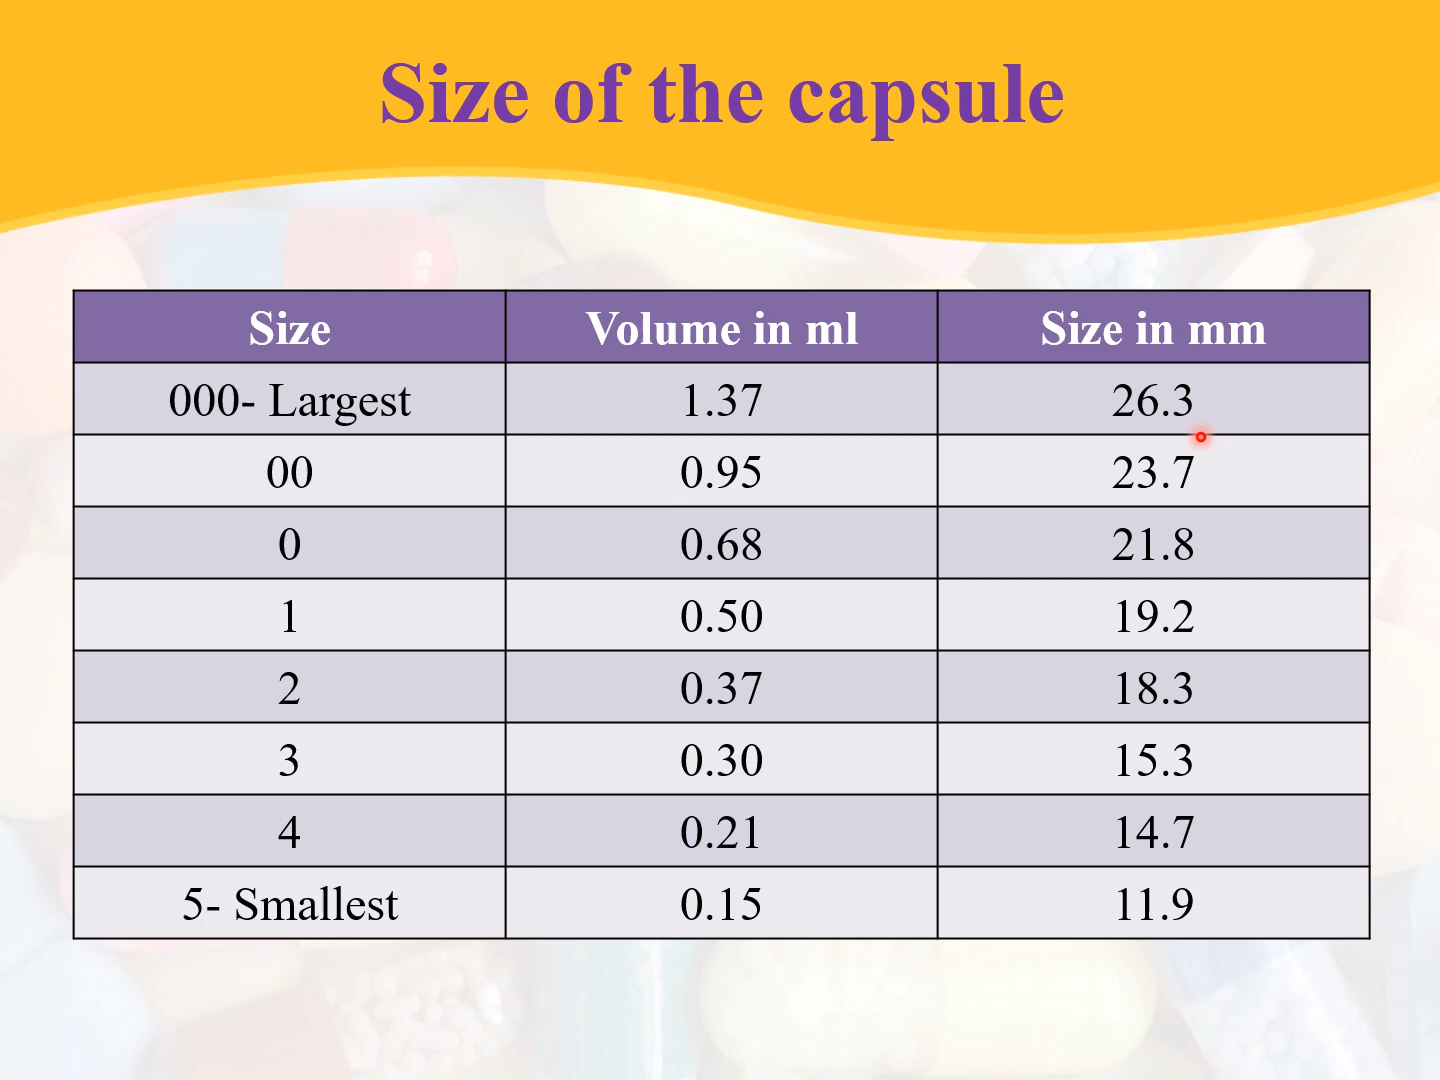 Size of the capsule
Size Volume in ml Size in mm
000- Largest 1.37 26.3
00 0.95 23.7
0 0.68 21.8
1 0.50 19.2
2 0.37 18.3
3 0.30 15.3
4 0.21 14.7
5- Smallest 0.15 11.9